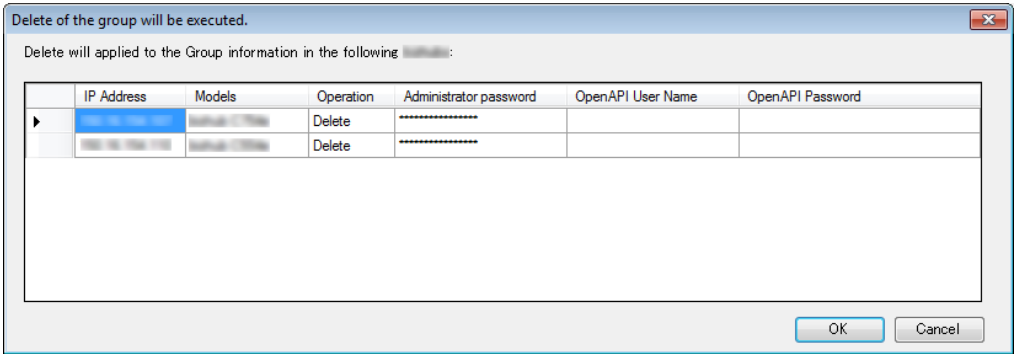 Delete of the group will be executed.
Delete will applied to the Group information in the following :
IP Address Models Operation Administrator password OpenAPI User Name OpenAPI Password
Delete ****************
Delete ****************
OK Cancel